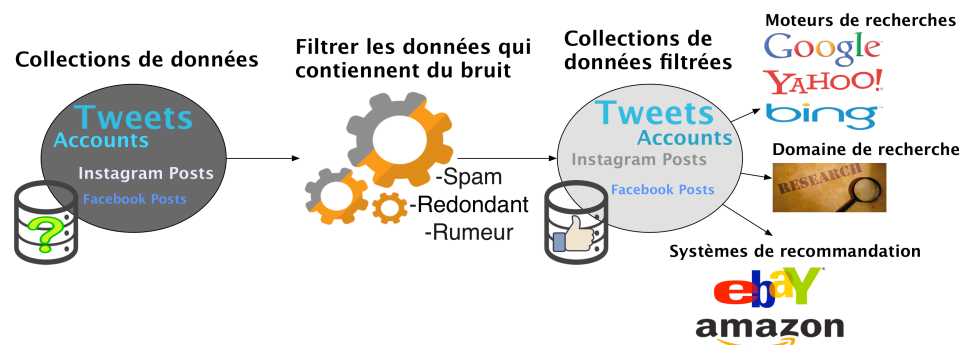 Collections de données
Tweets
Accounts
Instagram Posts
Facebook Posts
?
Filtrer les données qui
contiennent du bruit
-Spam
-Redondant
-Rumeur
Collections de
données filtrées
Tweets
Accounts
Instagram Posts
Facebook Posts
Moteurs de recherches
Google™
YAHOO!
bing™
Domaine de recherche
RESEARCH
Systèmes de recommandation
ebaY
amazon